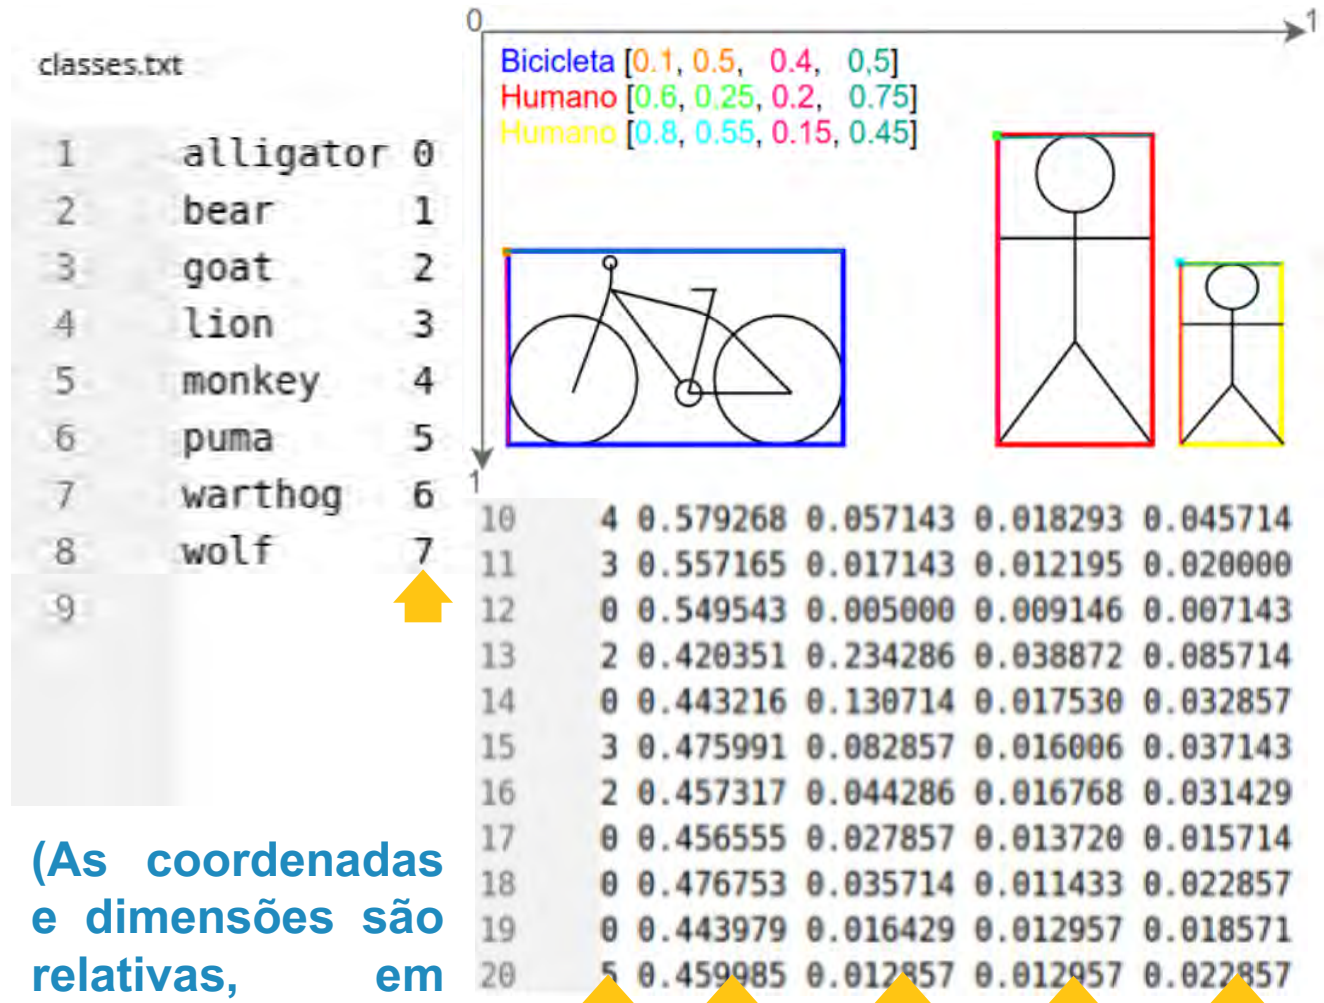 classes.txt
1 alligator 0
2 bear 1
3 goat 2
4 lion 3
5 monkey 4
6 puma 5
7 warthog 6
8 wolf 7
9
(As coordenadas
e dimensões são
relativas, em
0 1
Bicicleta [0.1, 0.5, 0.4, 0,5]
Humano [0.6, 0.25, 0.2, 0.75]
Humano [0.8, 0.55, 0.15, 0.45]
1
10 4 0.579268 0.057143 0.018293 0.045714
11 3 0.557165 0.017143 0.012195 0.020000
12 0 0.549543 0.005000 0.009146 0.007143
13 2 0.420351 0.234286 0.038872 0.085714
14 0 0.443216 0.130714 0.017530 0.032857
15 3 0.475991 0.082857 0.016006 0.037143
16 2 0.457317 0.044286 0.016768 0.031429
17 0 0.456555 0.027857 0.013720 0.015714
18 0 0.476753 0.035714 0.011433 0.022857
19 0 0.443979 0.016429 0.012957 0.018571
20 5 0.459985 0.012857 0.012957 0.022857